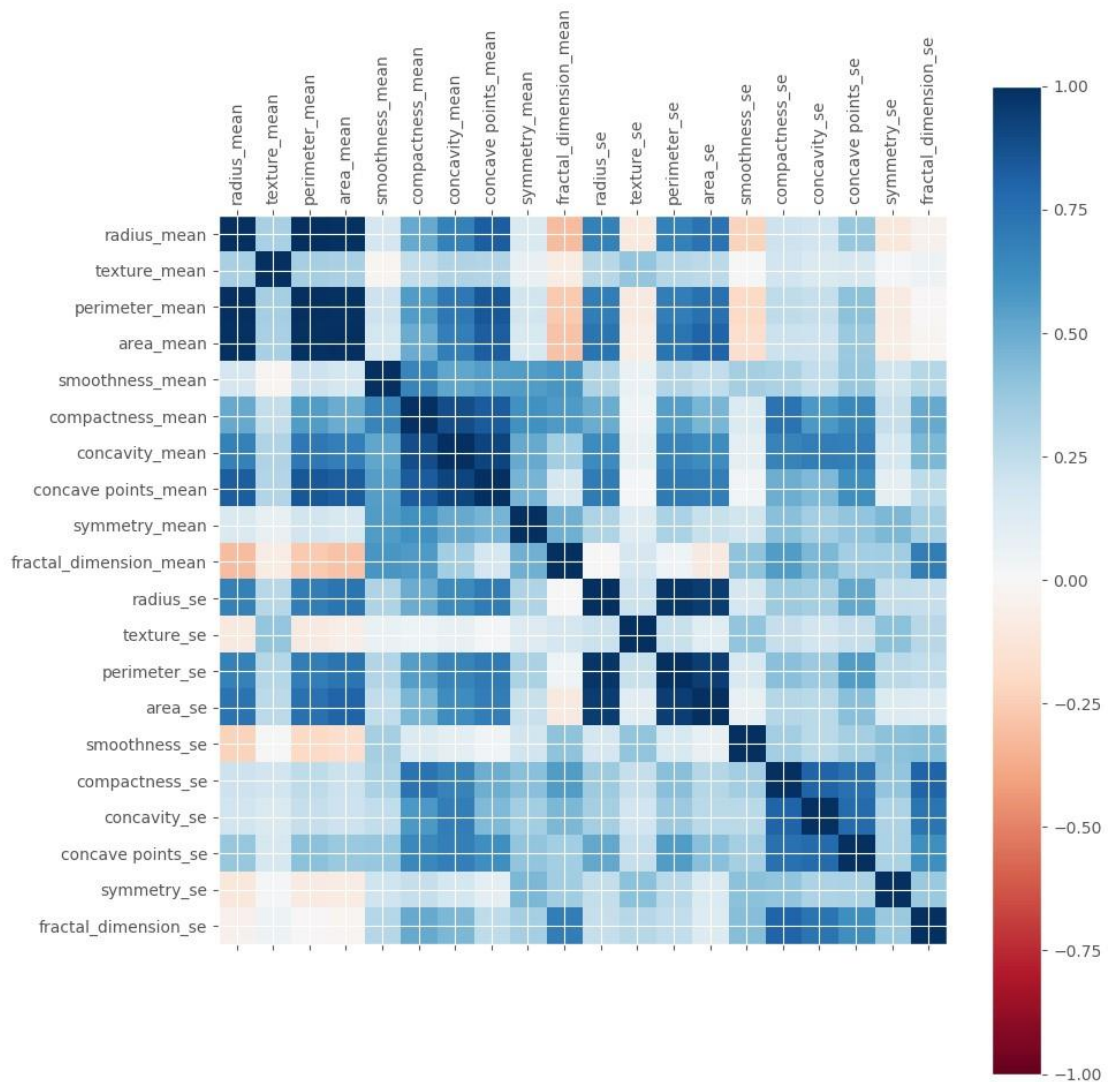 radius_mean
texture_mean
perimeter_mean
area_mean
smoothness_mean
compactness_mean
concavity_mean
concave points_mean
symmetry_mean
fractal_dimension_mean
radius_se
texture_se
perimeter_se
area_se
smoothness_se
compactness_se
concavity_se
concave points_se
symmetry_se
fractal_dimension_se
radius_mean
texture_mean
perimeter_mean
area_mean
smoothness_mean
compactness_mean
concavity_mean
concave points_mean
symmetry_mean
fractal_dimension_mean
radius_se
texture_se
perimeter_se
area_se
smoothness_se
compactness_se
concavity_se
concave points_se
symmetry_se
fractal_dimension_se
1.00
0.75
0.50
0.25
0.00
−0.25
−0.50
−0.75
−1.00